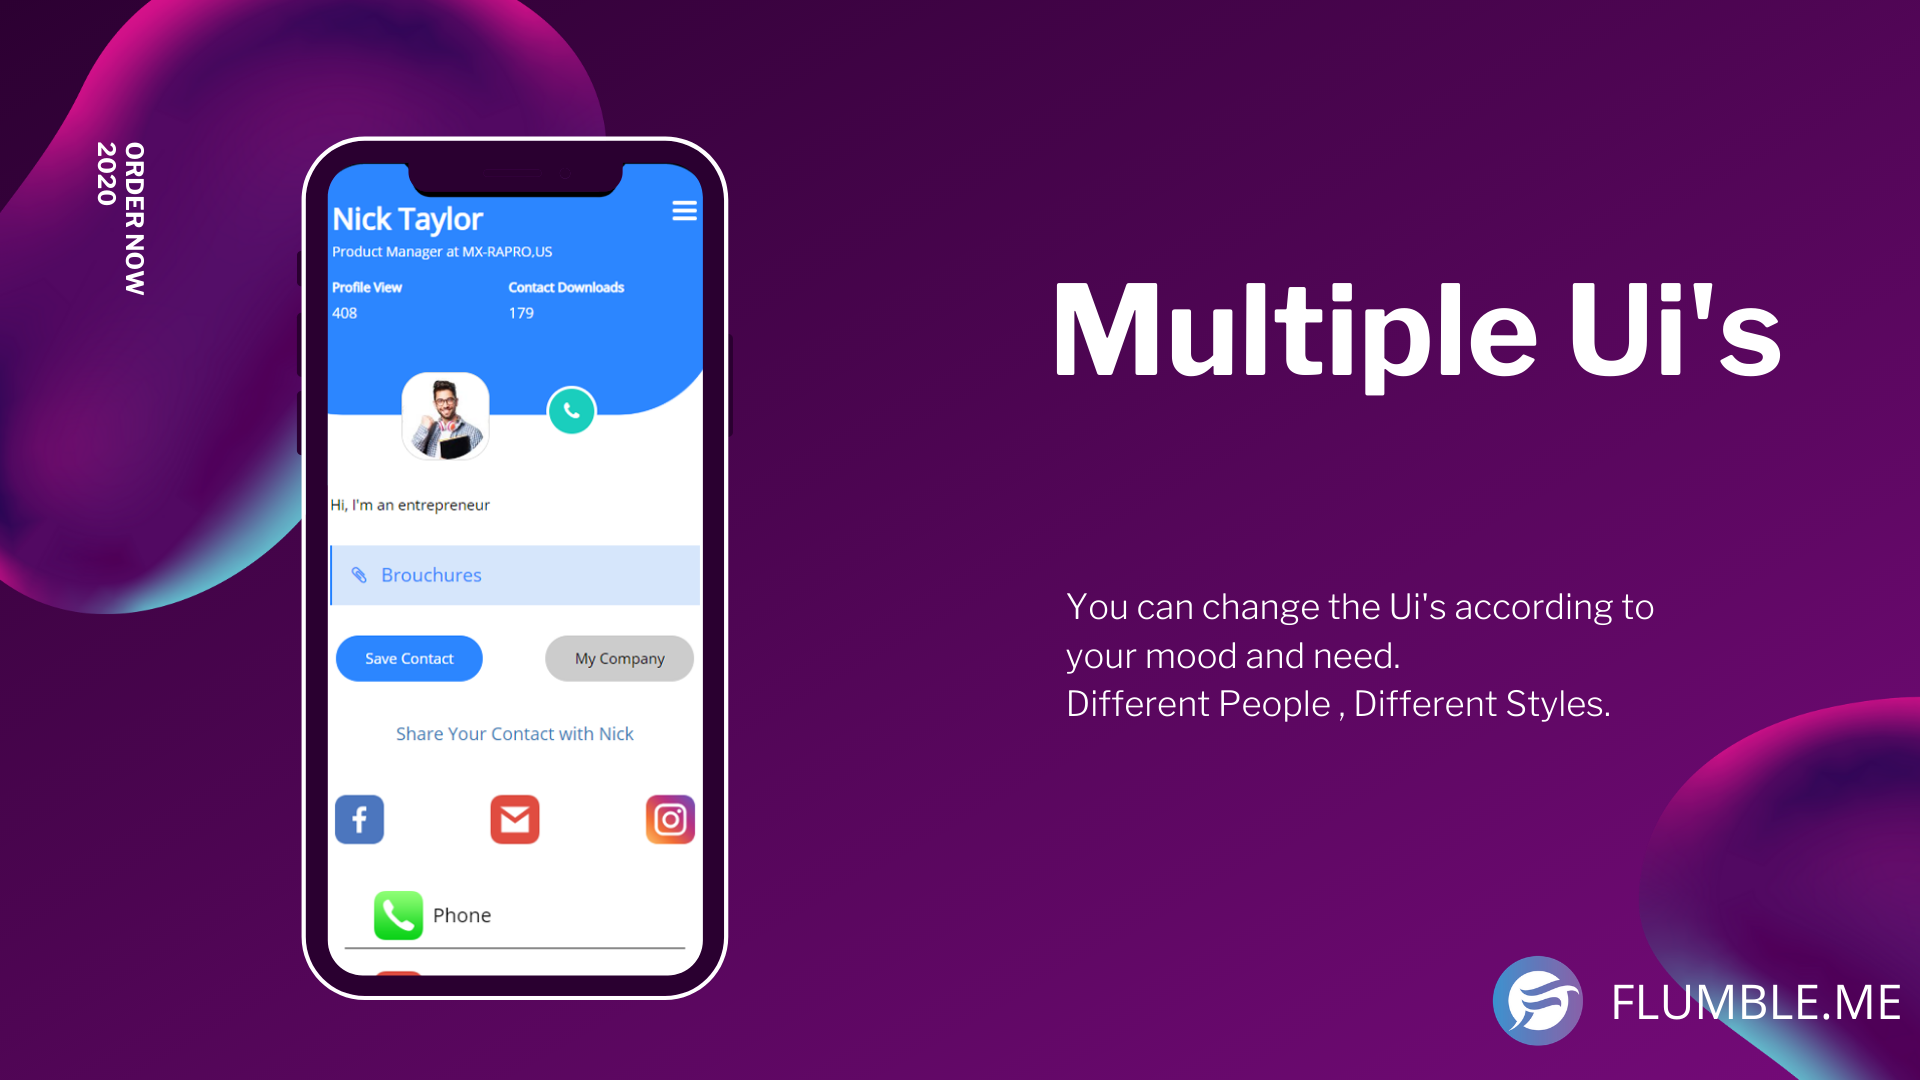 ORDER NOW
2020
Nick Taylor
Product Manager at MX-RAPRO,US
Profile View
Contact Downloads
408
179
Hi, I'm an entrepreneur
Brouchures
Save Contact
My Company
Share Your Contact with Nick
Phone
Multiple Ui's
You can change the Ui's according to
your mood and need.
Different People , Different Styles.
FLUMBLE.ME